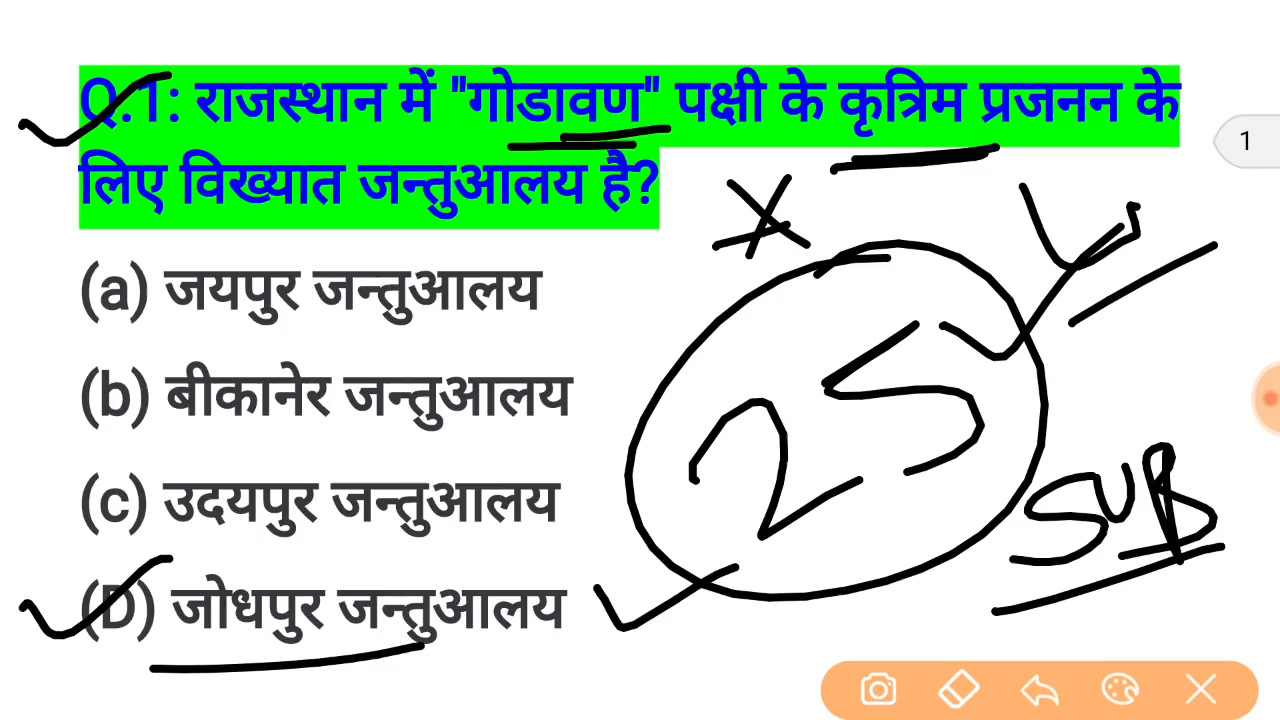 Q.1: राजस्थान में "गोडावण" पक्षी के कृत्रिम प्रजनन के
लिए विख्यात जन्तुआलय है?
1
(a) जयपुर जन्तुआलय
(b) बीकानेर जन्तुआलय
25
(c) उदयपुर जन्तुआलय
SUB
(D) जोधपुर जन्तुआलय